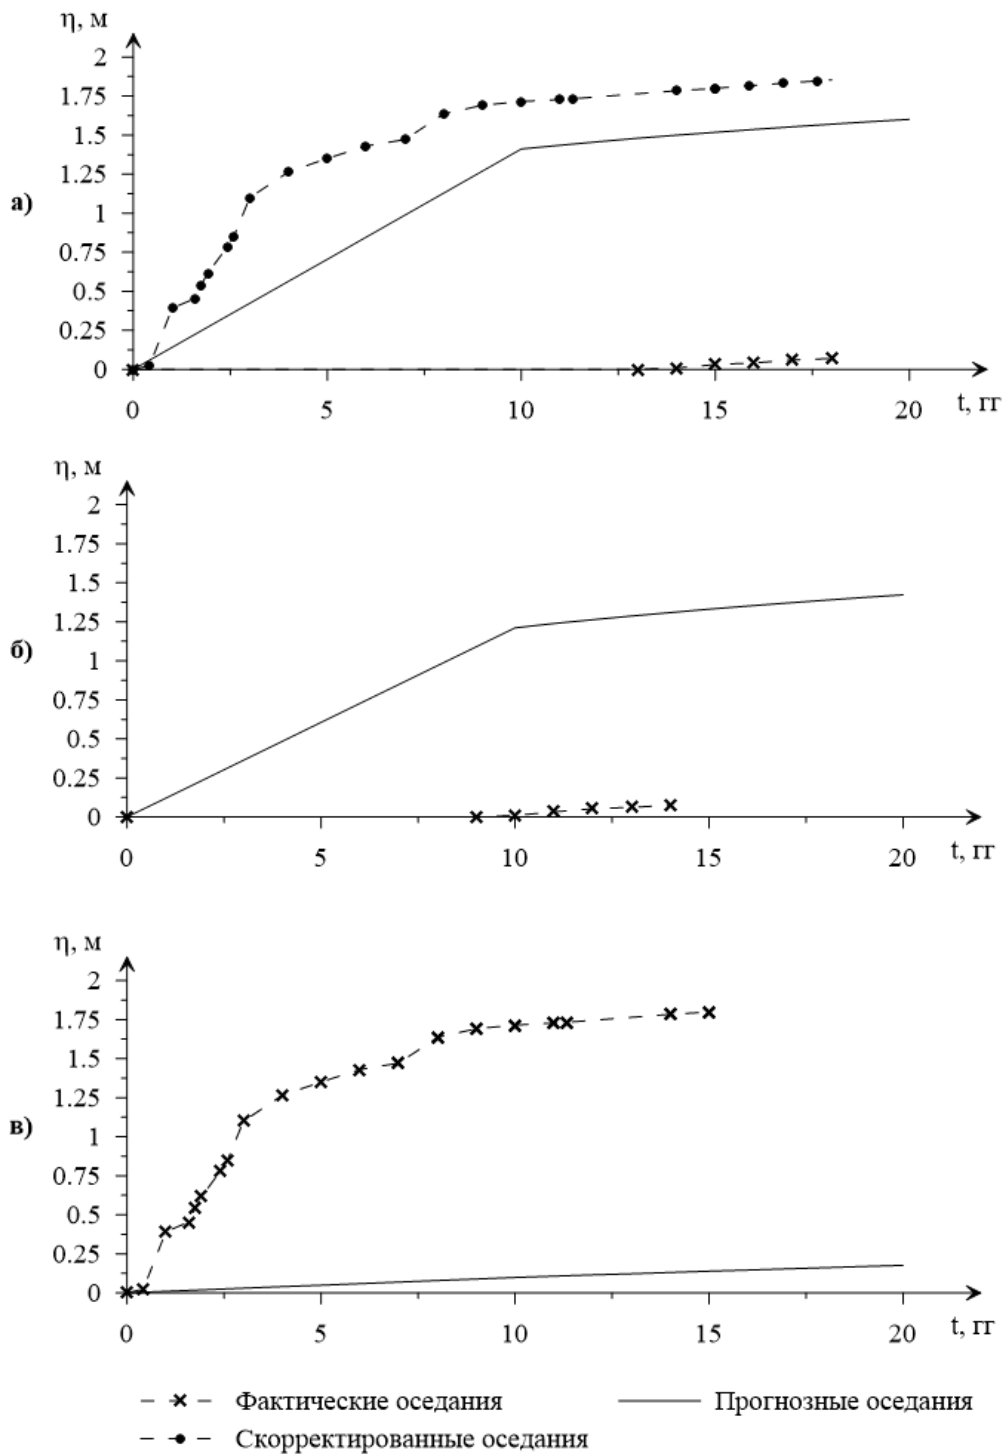 η, м
2
1.75
1.5
1.25
а)
1
0.75
0.5
0.25
0
0 5 10 15 20 t, гг
η, м
2
1.75
1.5
1.25
б)
1
0.75
0.5
0.25
0
0 5 10 15 20 t, гг
η, м
2
1.75
1.5
1.25
в)
1
0.75
0.5
0.25
0
0 5 10 15 20 t, гг
Фактические оседания Прогнозные оседания
Скорректированные оседания